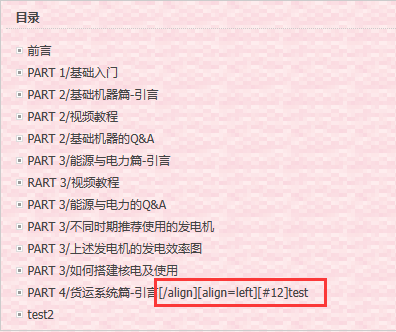 目录
前言
PART 1/基础入门
PART 2/基础机器篇-引言
PART 2/视频教程
PART 2/基础机器的Q&A
PART 3/能源与电力篇-引言
RART 3/视频教程
PART 3/能源与电力的Q&A
PART 3/不同时期推荐使用的发电机
PART 3/上述发电机的发电效率图
PART 3/如何搭建核电及使用
PART 4/货运系统篇-引言[/align][align=left][#12]test
test2